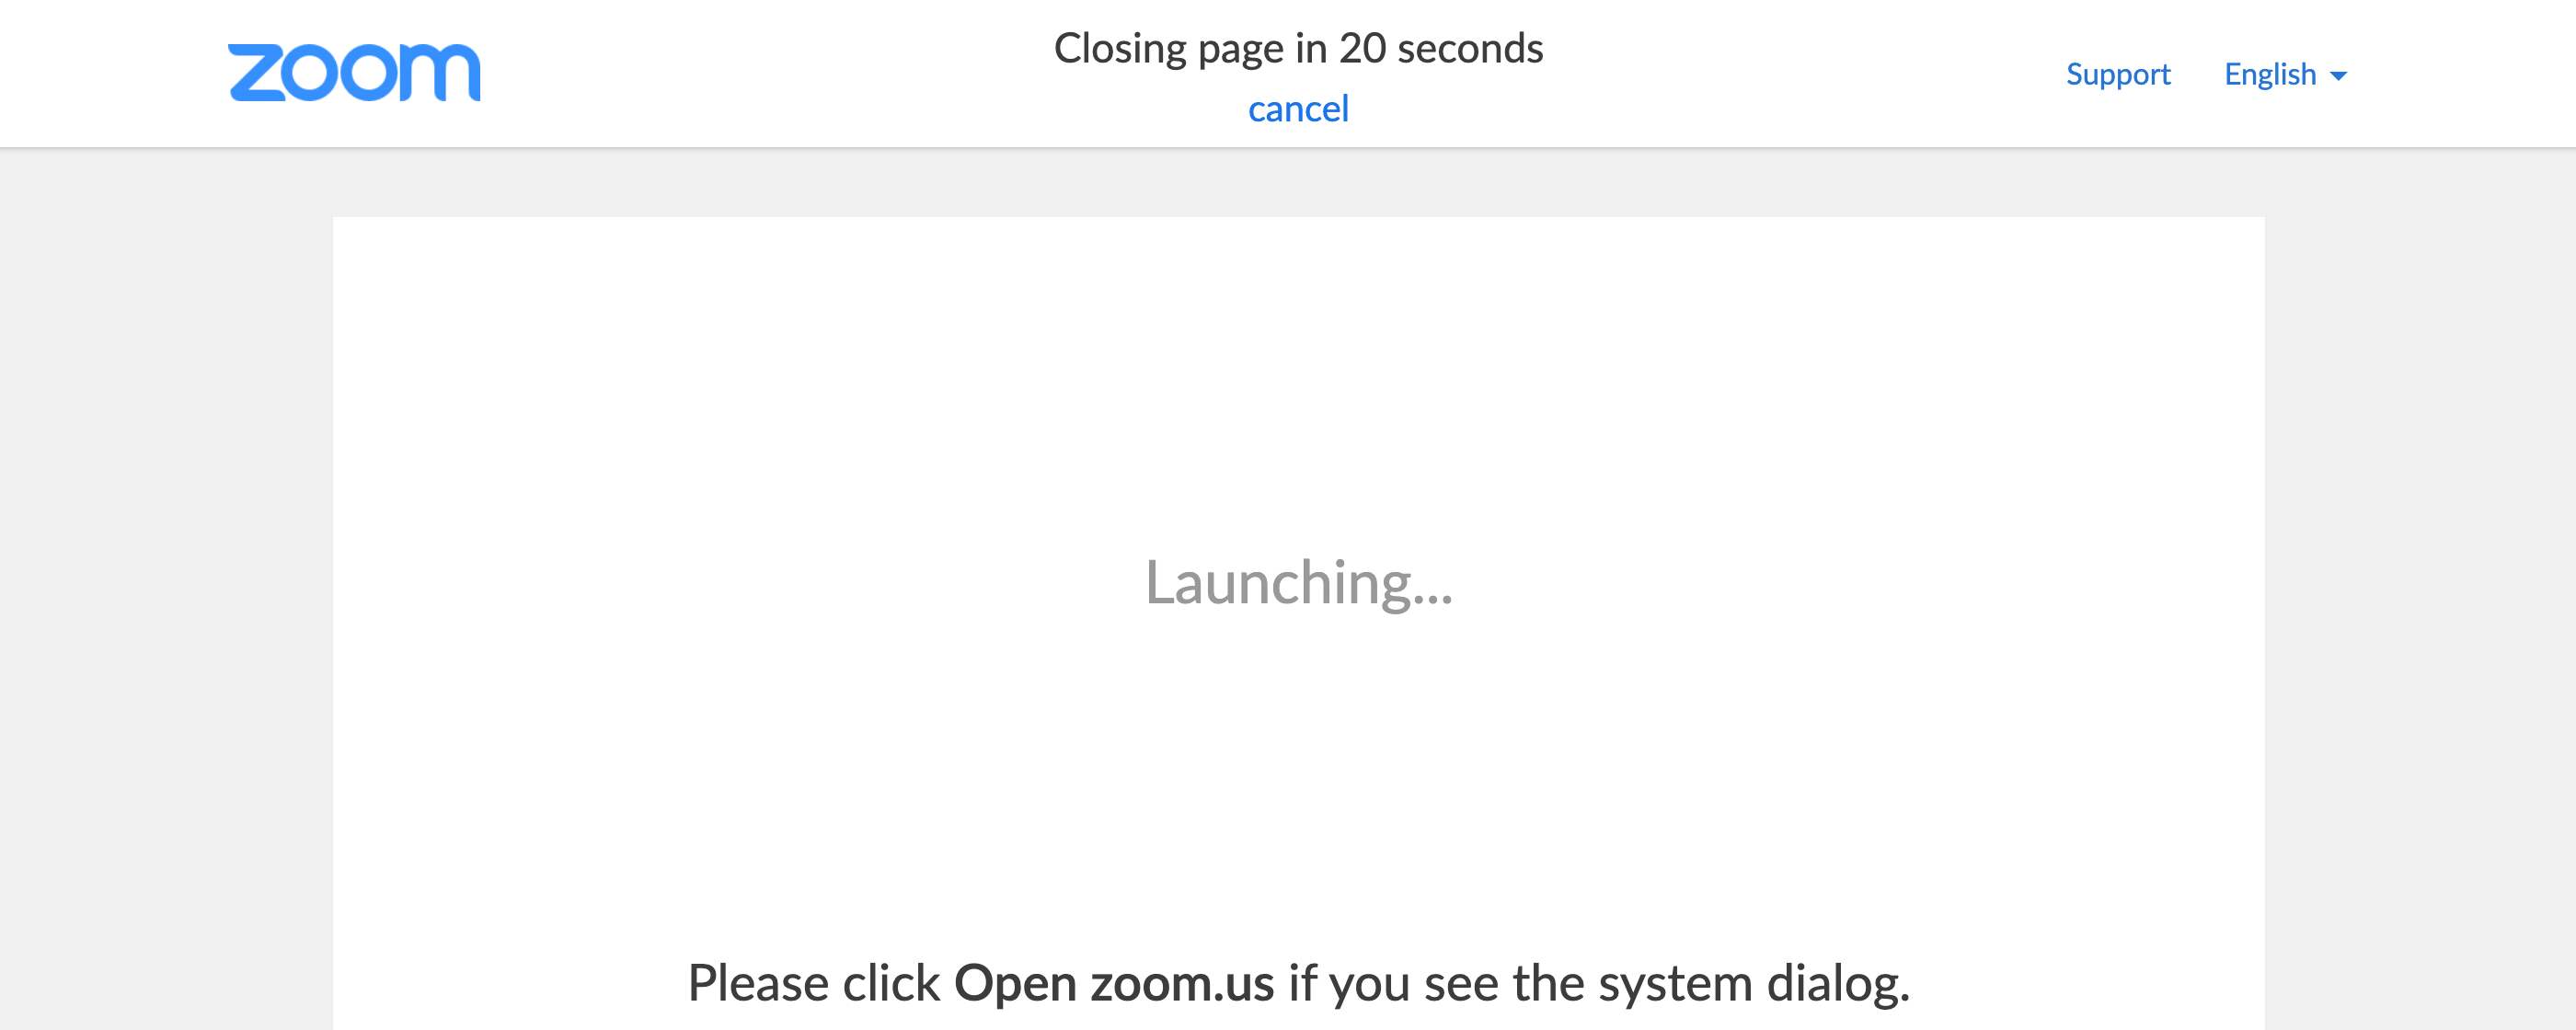 zoom
Closing page in 20 seconds
cancel
Support
English
Launching...
Please click Open zoom.us if you see the system dialog.